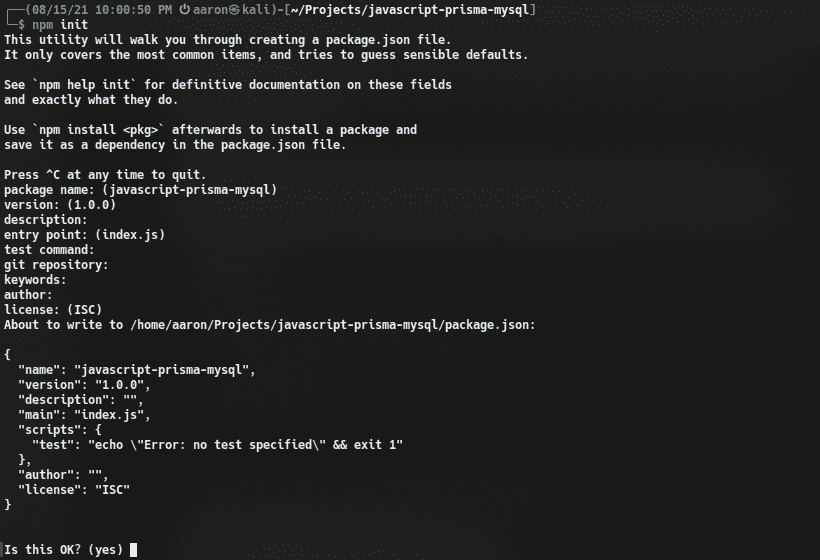 ┌──(08/15/21 10:00:50 PM ⏻ aaron㉿kali)-[~/Projects/javascript-prisma-mysql]
└─$ npm init
This utility will walk you through creating a package.json file.
It only covers the most common items, and tries to guess sensible defaults.

See `npm help init` for definitive documentation on these fields
and exactly what they do.

Use `npm install <pkg>` afterwards to install a package and
save it as a dependency in the package.json file.

Press ^C at any time to quit.
package name: (javascript-prisma-mysql)
version: (1.0.0)
description:
entry point: (index.js)
test command:
git repository:
keywords:
author:
license: (ISC)
About to write to /home/aaron/Projects/javascript-prisma-mysql/package.json:

{
  "name": "javascript-prisma-mysql",
  "version": "1.0.0",
  "description": "",
  "main": "index.js",
  "scripts": {
    "test": "echo \"Error: no test specified\" && exit 1"
  },
  "author": "",
  "license": "ISC"
}

Is this OK? (yes)